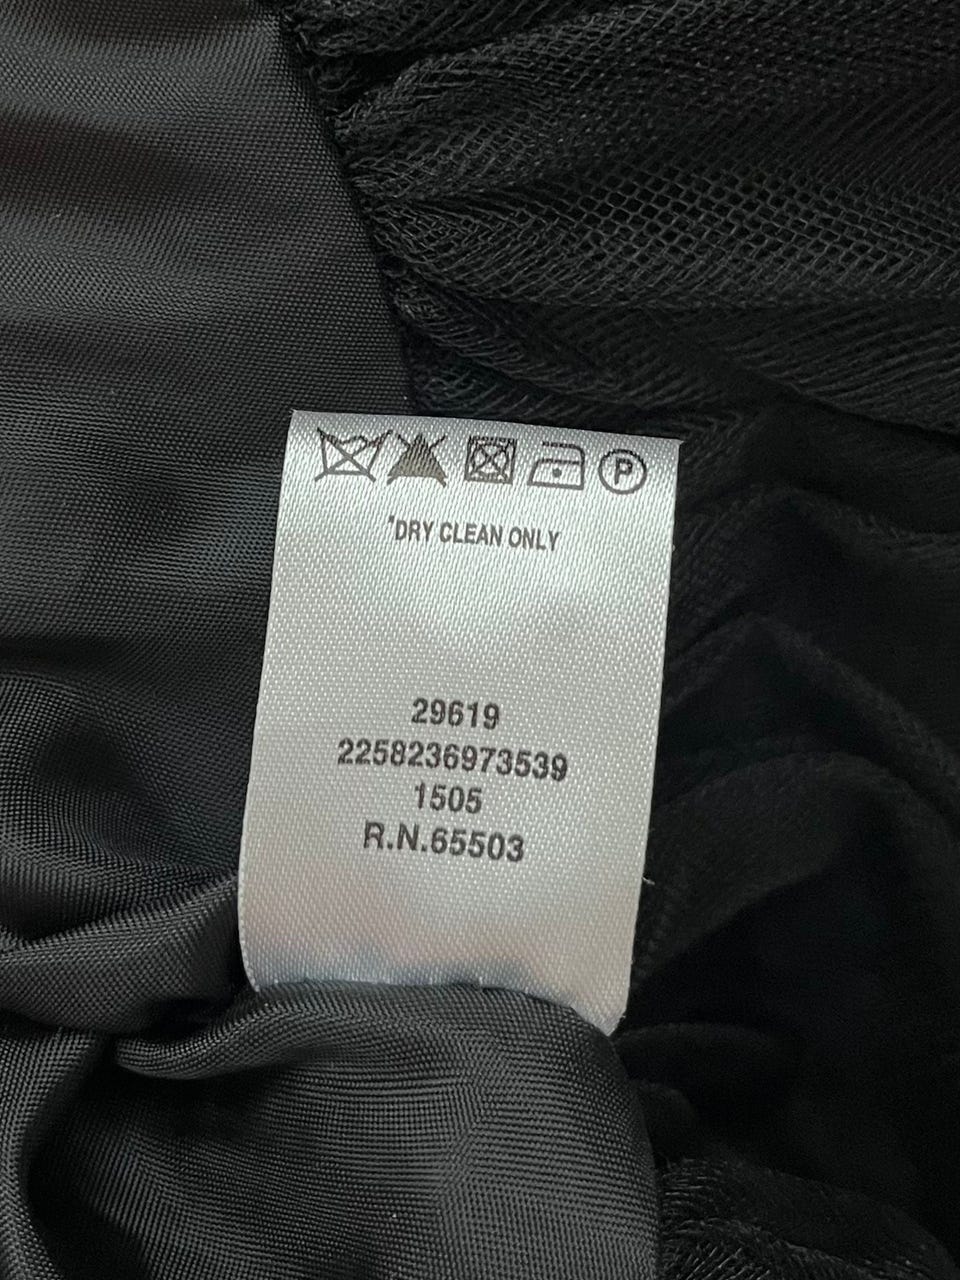 P
*DRY CLEAN ONLY
29619
2258236973539
1505
R.N.65503